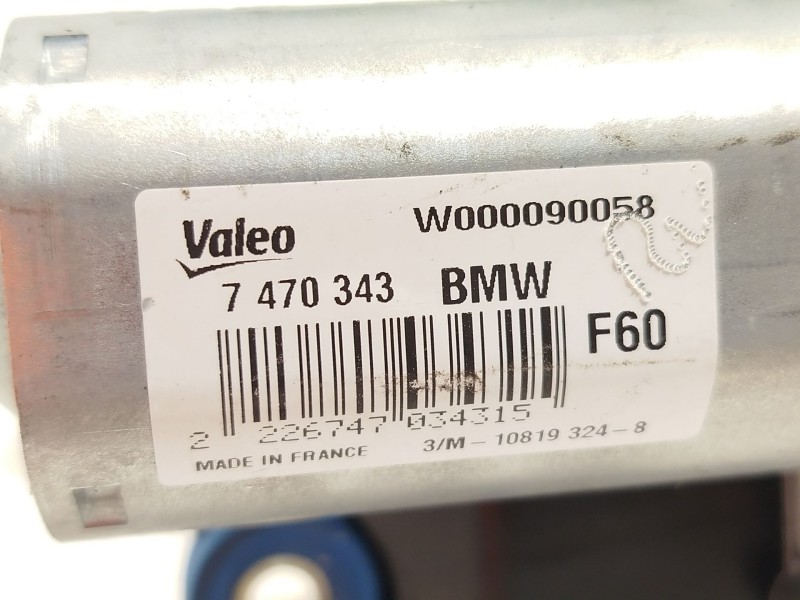 Valeo W000090058
7 470 343 BMW
F60
2 226747 034315
MADE IN FRANCE 3/M-10819 324-8